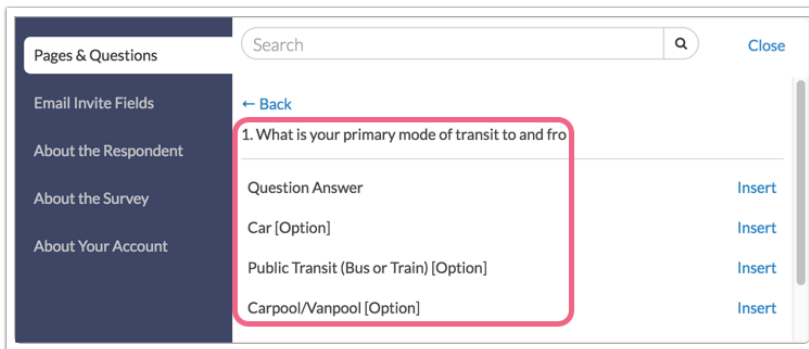 Pages & Questions
Email Invite Fields
About the Respondent
About the Survey
About Your Account
Search
Close
← Back
1. What is your primary mode of transit to and fro
Question Answer Insert
Car [Option] Insert
Public Transit (Bus or Train) [Option] Insert
Carpool/Vanpool [Option] Insert